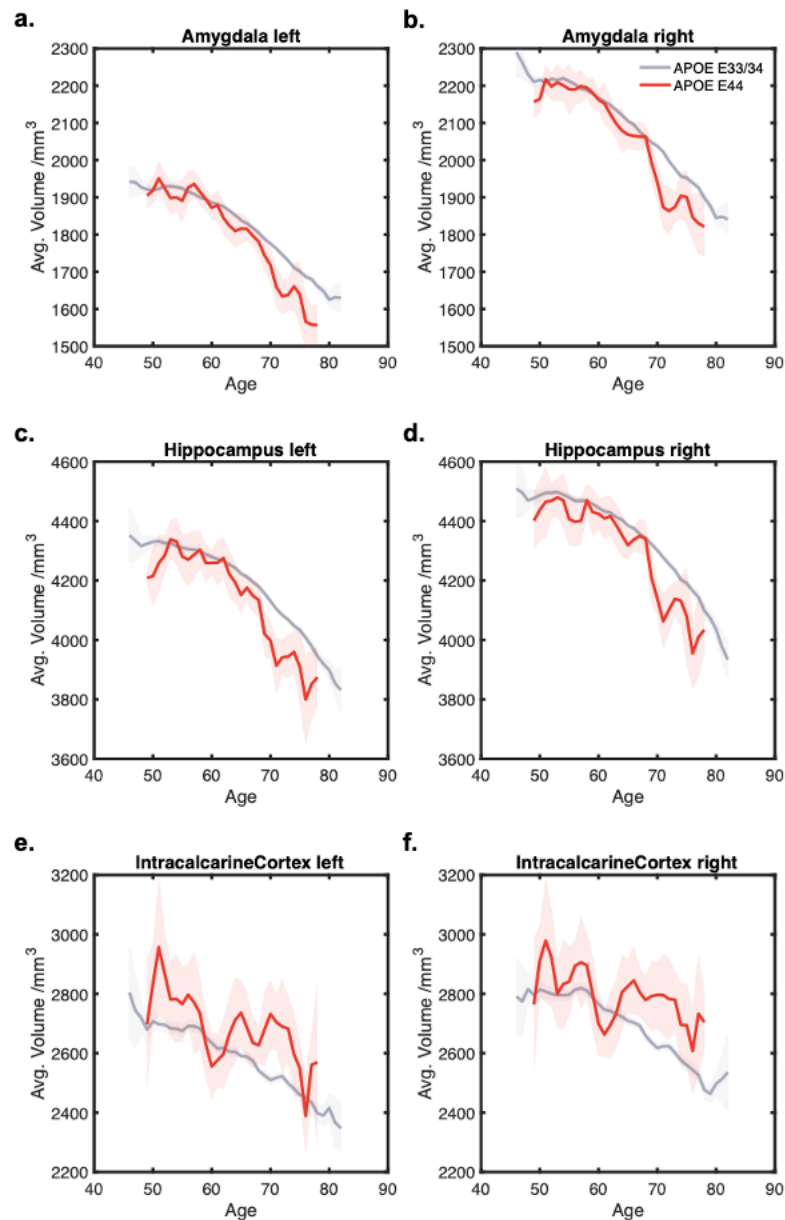 a.
Amygdala left
2300
2200
2100
2000
1900
1800
1700
1600
1500
Avg. Volume /mm³
40 50 60 70 80 90
Age
b.
Amygdala right
APOE E33/34
APOE E44
2300
2200
2100
2000
1900
1800
1700
1600
1500
Avg. Volume /mm³
40 50 60 70 80 90
Age
c.
Hippocampus left
4600
4400
4200
4000
3800
3600
Avg. Volume /mm³
40 50 60 70 80 90
Age
d.
Hippocampus right
4600
4400
4200
4000
3800
3600
Avg. Volume /mm³
40 50 60 70 80 90
Age
e.
IntracalcarineCortex left
3200
3000
2800
2600
2400
2200
Avg. Volume /mm³
40 50 60 70 80 90
Age
f.
IntracalcarineCortex right
3200
3000
2800
2600
2400
2200
Avg. Volume /mm³
40 50 60 70 80 90
Age